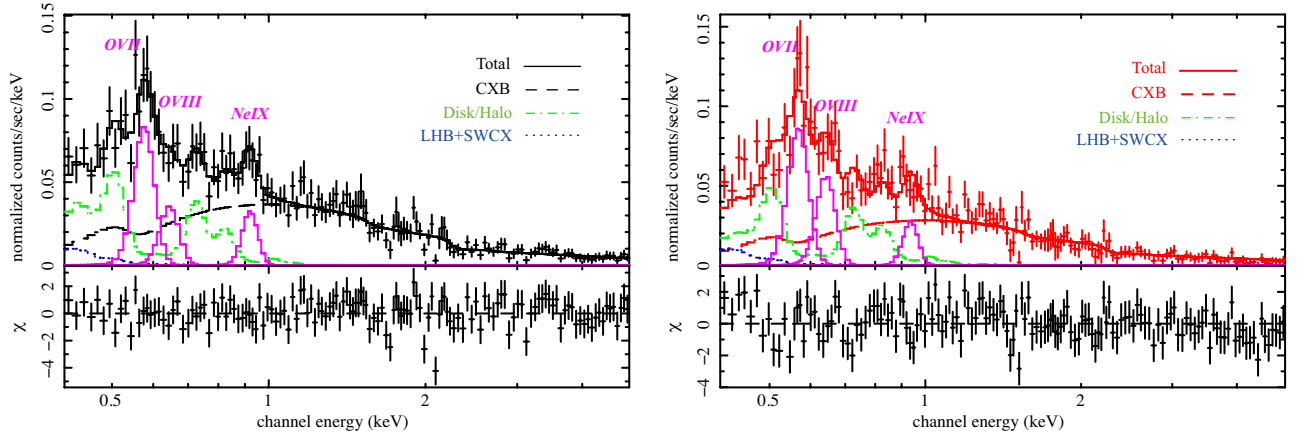 0.15
OVII
Total
OVIII
CXB
NeIX
Disk/Halo
LHB+SWCX
normalized counts/sec/keV
0.1
0.05
0
2
0
−2
−4
χ
0.5
1
2
channel energy (keV)
0.15
OVII
Total
OVIII
CXB
NeIX
Disk/Halo
LHB+SWCX
normalized counts/sec/keV
0.1
0.05
0
2
0
−2
−4
χ
0.5
1
2
channel energy (keV)